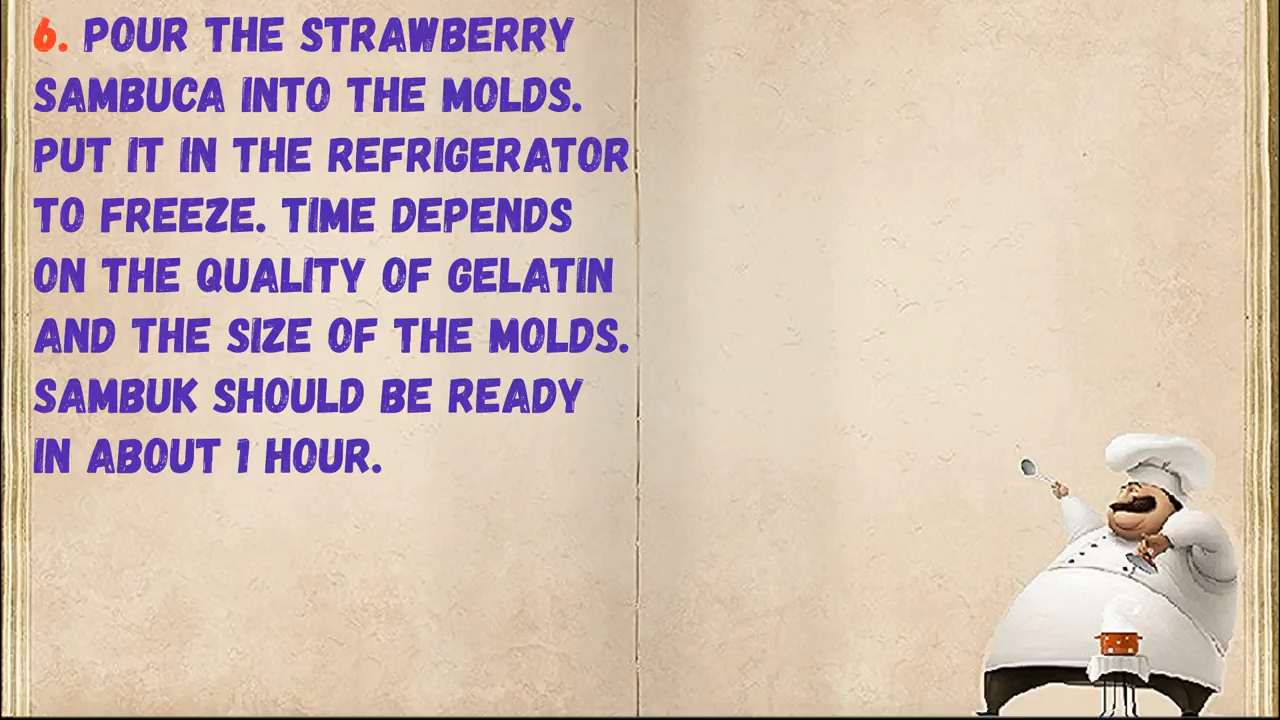 6. POUR THE STRAWBERRY
SAMBUCA INTO THE MOLDS.
PUT IT IN THE REFRIGERATOR
TO FREEZE. TIME DEPENDS
ON THE QUALITY OF GELATIN
AND THE SIZE OF THE MOLDS.
SAMBUK SHOULD BE READY
IN ABOUT 1 HOUR.